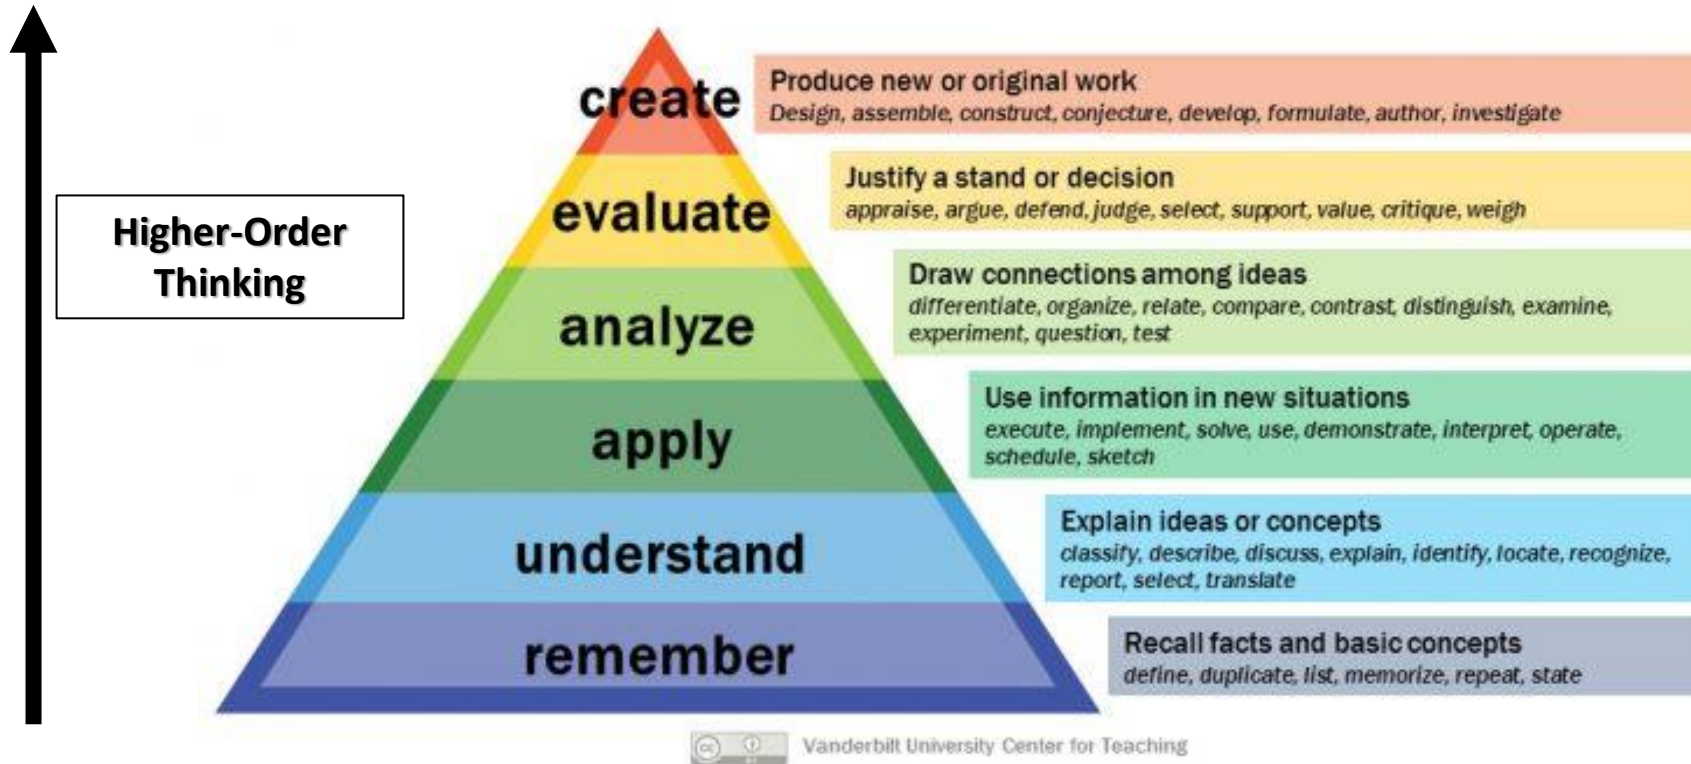 create
Produce new or original work
Design, assemble, construct, conjecture, develop, formulate, author, investigate
Higher-Order
Thinking
evaluate
Justify a stand or decision
appraise, argue, defend, judge, select, support, value, critique, weigh
analyze
Draw connections among ideas
differentiate, organize, relate, compare, contrast, distinguish, examine,
experiment, question, test
apply
Use information in new situations
execute, implement, solve, use, demonstrate, interpret, operate,
schedule, sketch
understand
Explain ideas or concepts
classify, describe, discuss, explain, identify, locate, recognize,
report, select, translate
remember
Recall facts and basic concepts
define, duplicate, list, memorize, repeat, state
cc
Vanderbilt University Center for Teaching